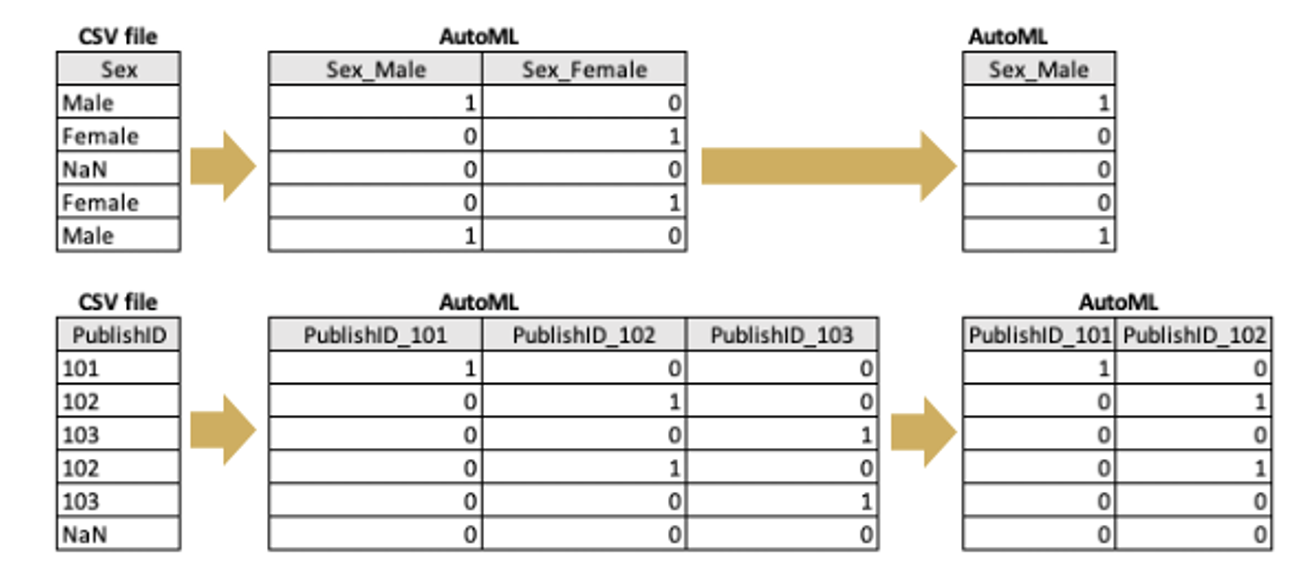 CSV file AutoML AutoML
Sex Sex_Male Sex_Female Sex_Male
Male 1 0 1
Female 0 1 0
NaN 0 0 0
Female 0 1 0
Male 1 0 1
CSV file AutoML AutoML
PublishID PublishID_101 PublishID_102 PublishID_103 PublishID_101 PublishID_102
101 1 0 0 1 0
102 0 1 0 0 1
103 0 0 1 0 0
102 0 1 0 0 1
103 0 0 1 0 0
NaN 0 0 0 0 0